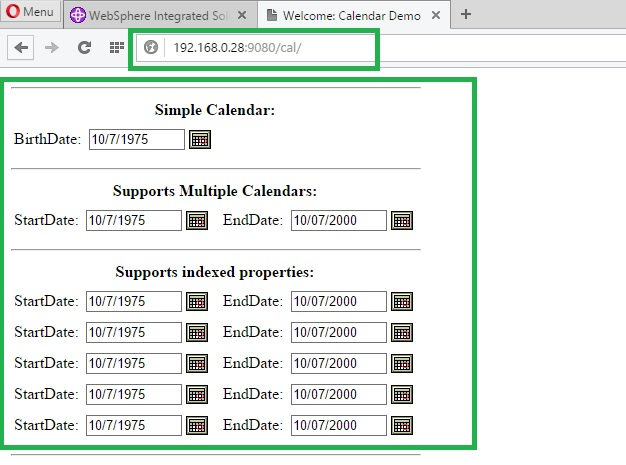 Menu WebSphere Integrated Sol Welcome: Calendar Demo
192.168.0.28:9080/cal/
Simple Calendar:
BirthDate: 10/7/1975
Supports Multiple Calendars:
StartDate: 10/7/1975 EndDate: 10/07/2000
Supports indexed properties:
StartDate: 10/7/1975 EndDate: 10/07/2000
StartDate: 10/7/1975 EndDate: 10/07/2000
StartDate: 10/7/1975 EndDate: 10/07/2000
StartDate: 10/7/1975 EndDate: 10/07/2000
StartDate: 10/7/1975 EndDate: 10/07/2000